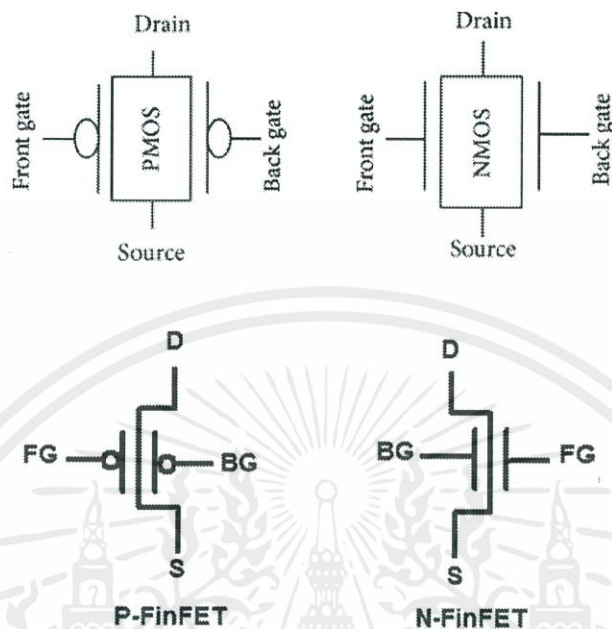 Drain
Front gate
PMOS
Back gate
Source
Drain
Front gate
NMOS
Back gate
Source
D
FG
BG
S
P-FinFET
D
BG
FG
S
N-FinFET